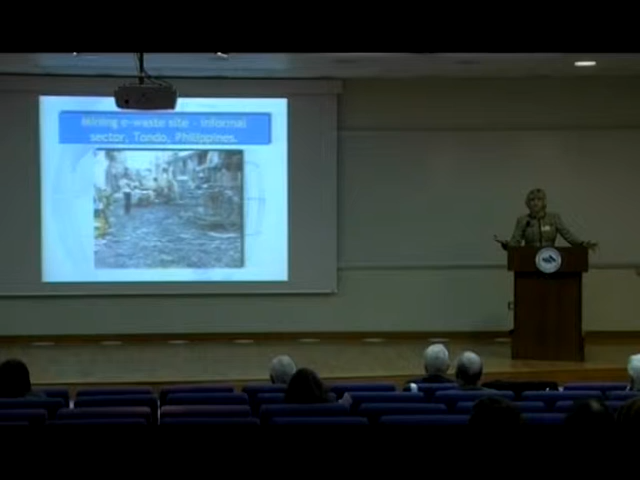 Mining e-waste site - informal
sector, Tondo, Philippines.